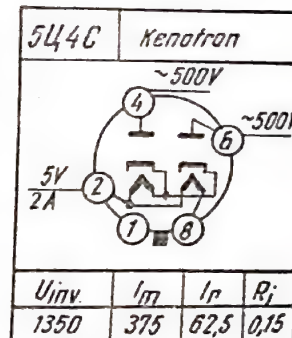 5Ц4С Kenotron
~500V
4
6 ~500V
5V
2A
2
1 8
Uinv. Im Ir Ri
1350 375 62,5 0,15